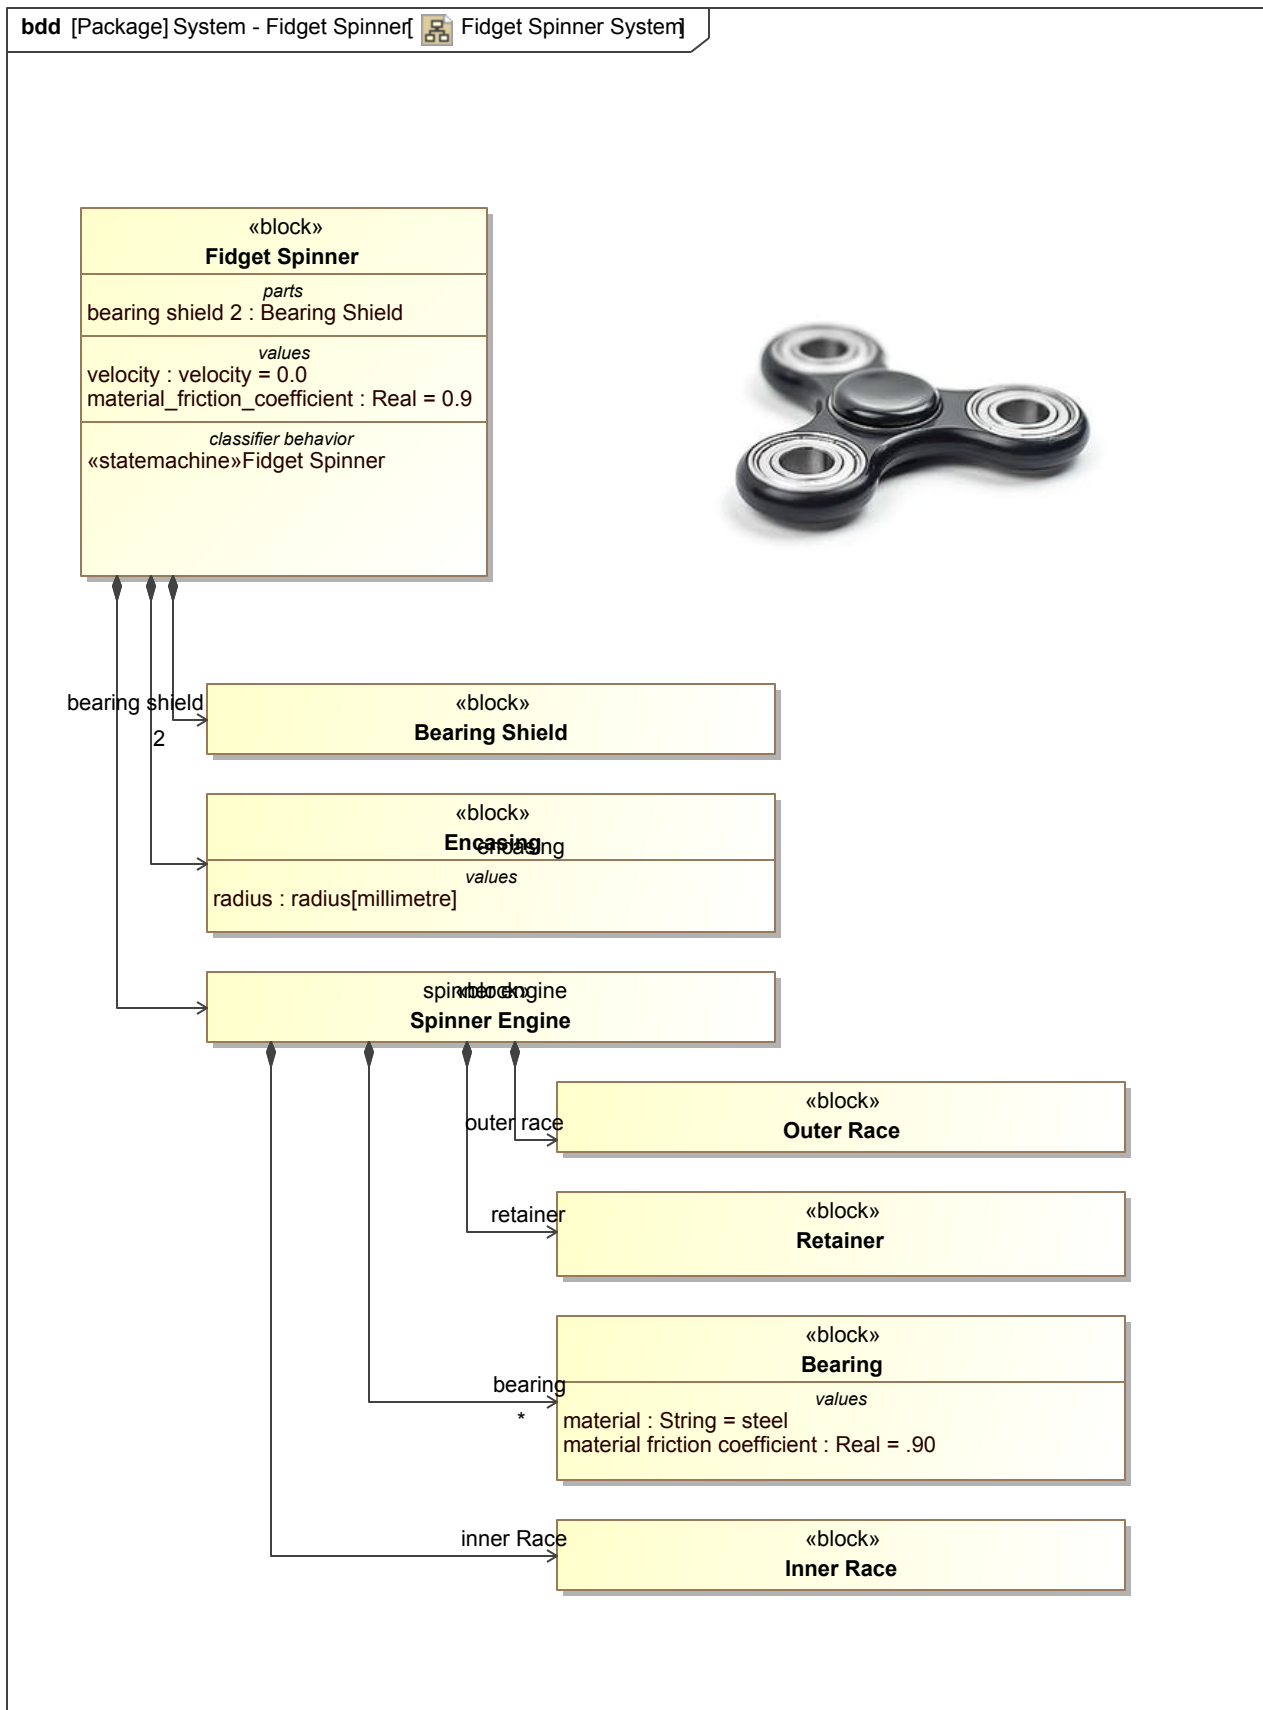 bdd [Package] System - Fidget Spinner[ Fidget Spinner System]
«block»
Fidget Spinner
parts
bearing shield 2 : Bearing Shield
values
velocity : velocity = 0.0
material_friction_coefficient : Real = 0.9
classifier behavior
«statemachine»Fidget Spinner
bearing shield
2
«block»
Bearing Shield
«block»
Encasing
encasing
values
radius : radius[millimetre]
spinner engine
«block»
Spinner Engine
outer race
«block»
Outer Race
retainer
«block»
Retainer
bearing
*
«block»
Bearing
values
material : String = steel
material friction coefficient : Real = .90
inner Race
«block»
Inner Race